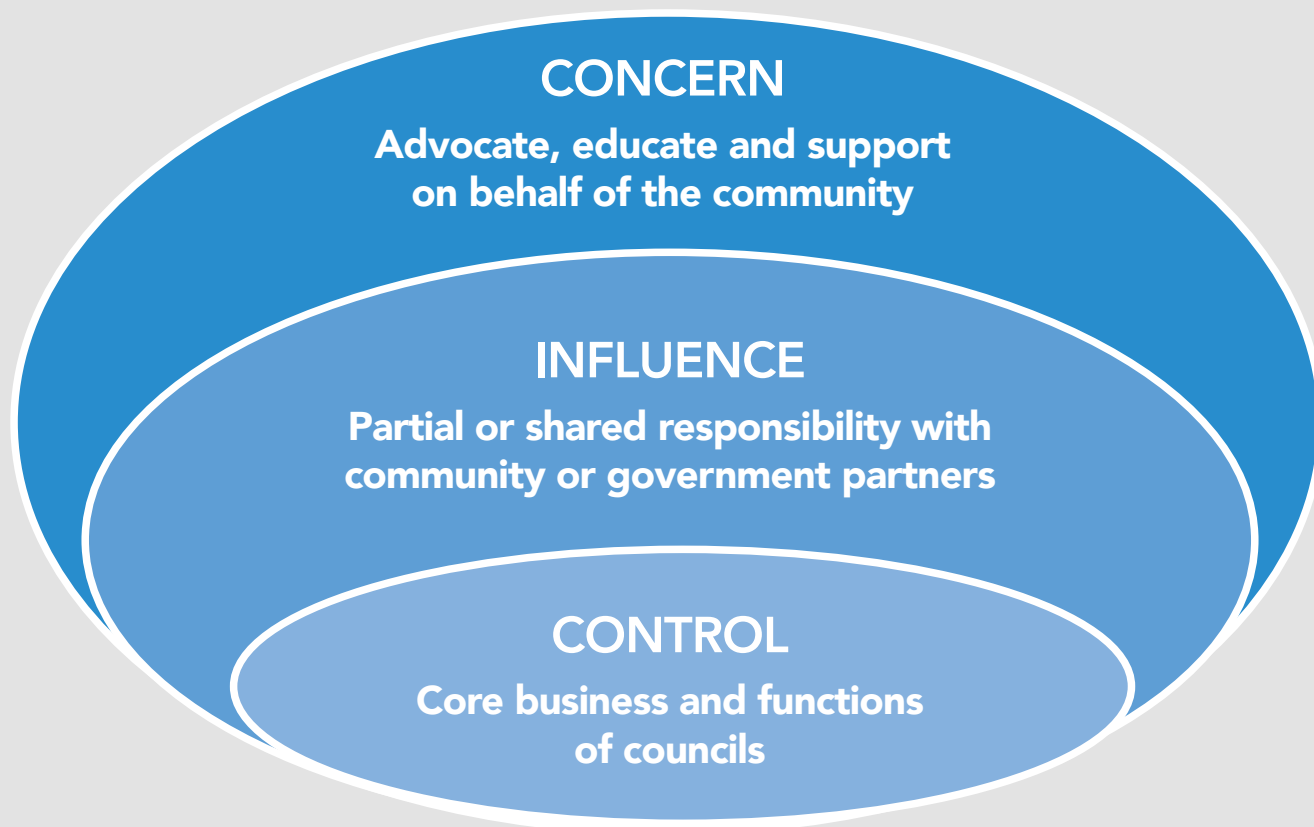 CONCERN
Advocate, educate and support
on behalf of the community
INFLUENCE
Partial or shared responsibility with
community or government partners
CONTROL
Core business and functions
of councils